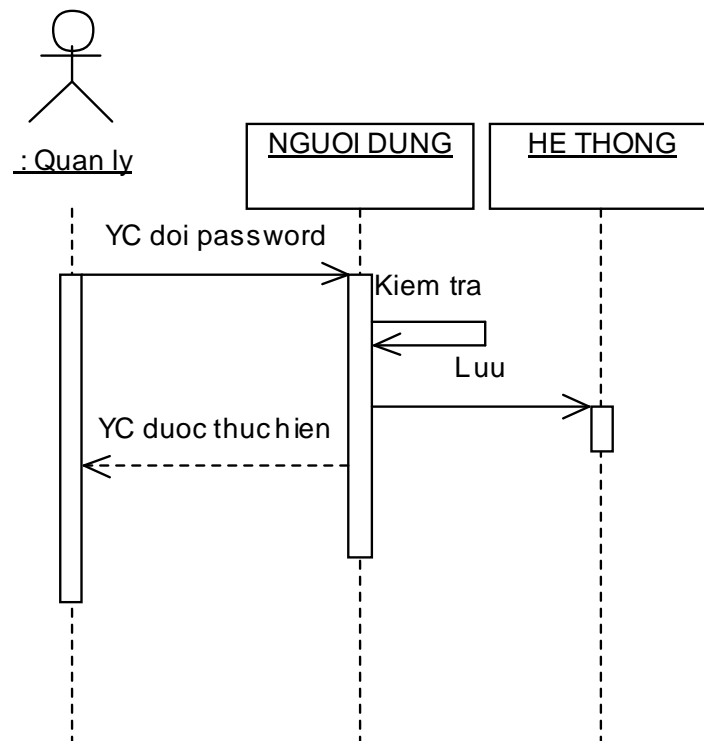 : Quan ly
NGUOI DUNG
HE THONG
YC doi password
Kiem tra
Luu
YC duoc thuc hien